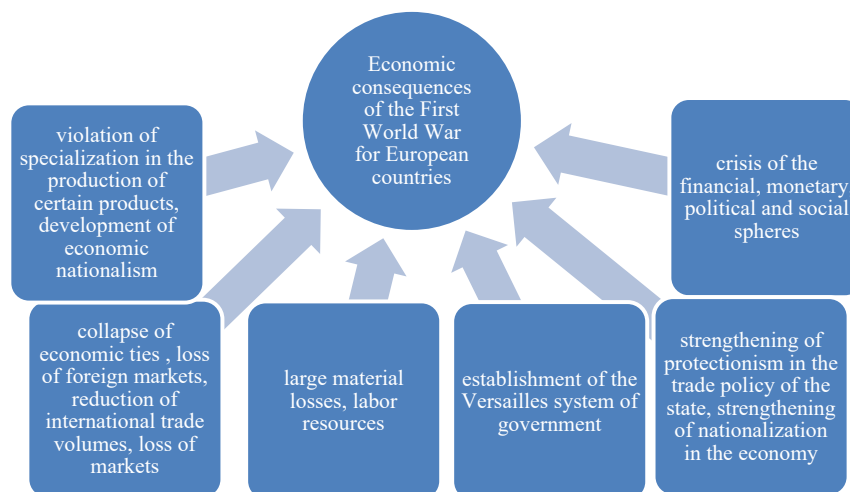 Economic
consequences
of the First
World War
for European
countries
violation of
specialization in the
production of
certain products,
development of
economic
nationalism
crisis of the
financial, monetary
political and social
spheres
collapse of
economic ties , loss
of foreign markets,
reduction of
international trade
volumes, loss of
markets
large material
losses, labor
resources
establishment of the
Versailles system of
government
strengthening of
protectionism in the
trade policy of the
state, strengthening
of nationalization
in the economy